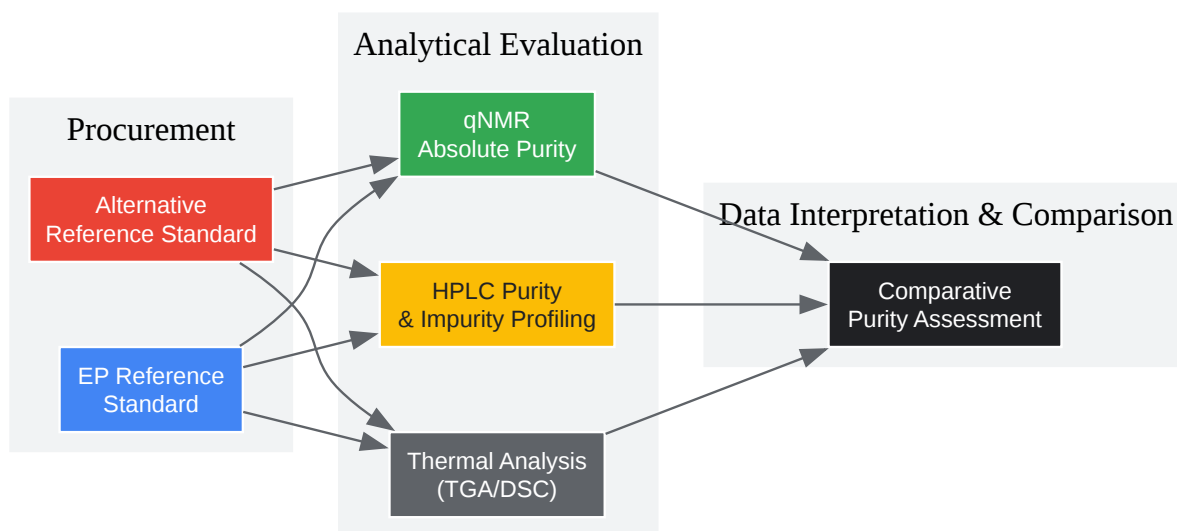 Procurement
Alternative
Reference Standard
EP Reference
Standard
Analytical Evaluation
qNMR
Absolute Purity
HPLC Purity
& Impurity Profiling
Thermal Analysis
(TGA/DSC)
Data Interpretation & Comparison
Comparative
Purity Assessment